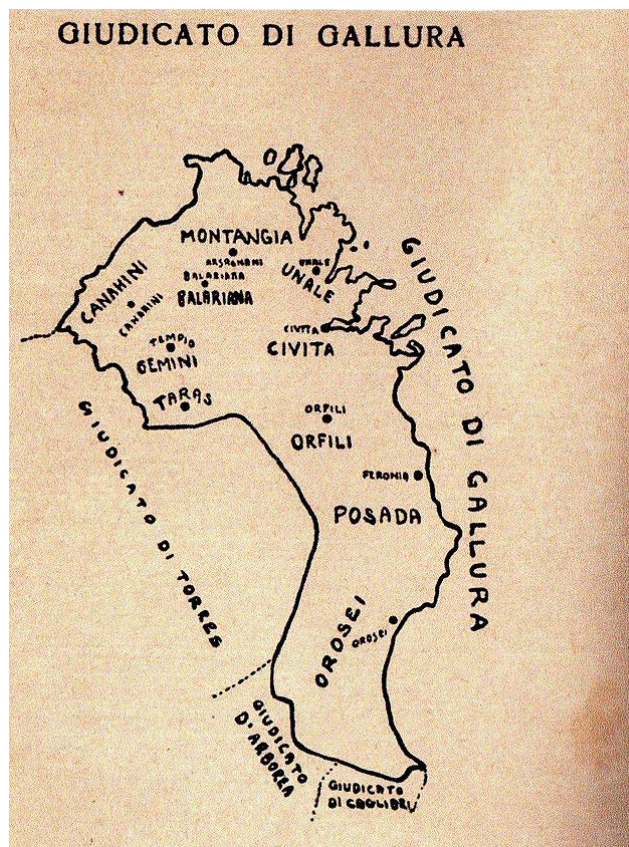 GIUDICATO DI GALLURA
MONTANGIA
ARSAGHAMI
BALARIANA
BALARIANA
UNALE
UNALE
CANAHINI
CANAHINI
CIVITA
CIVITA
TEMPIO
GEMINI
TARAS
ORFILI
ORFILI
FERONIA
POSADA
OROSEI
OROSEI
GIUDICATO DI GALLURA
GIUDICATO DI TORRES
GIUDICATO
D'ARBOREA
GIUDICATO
DI CAGLIARI